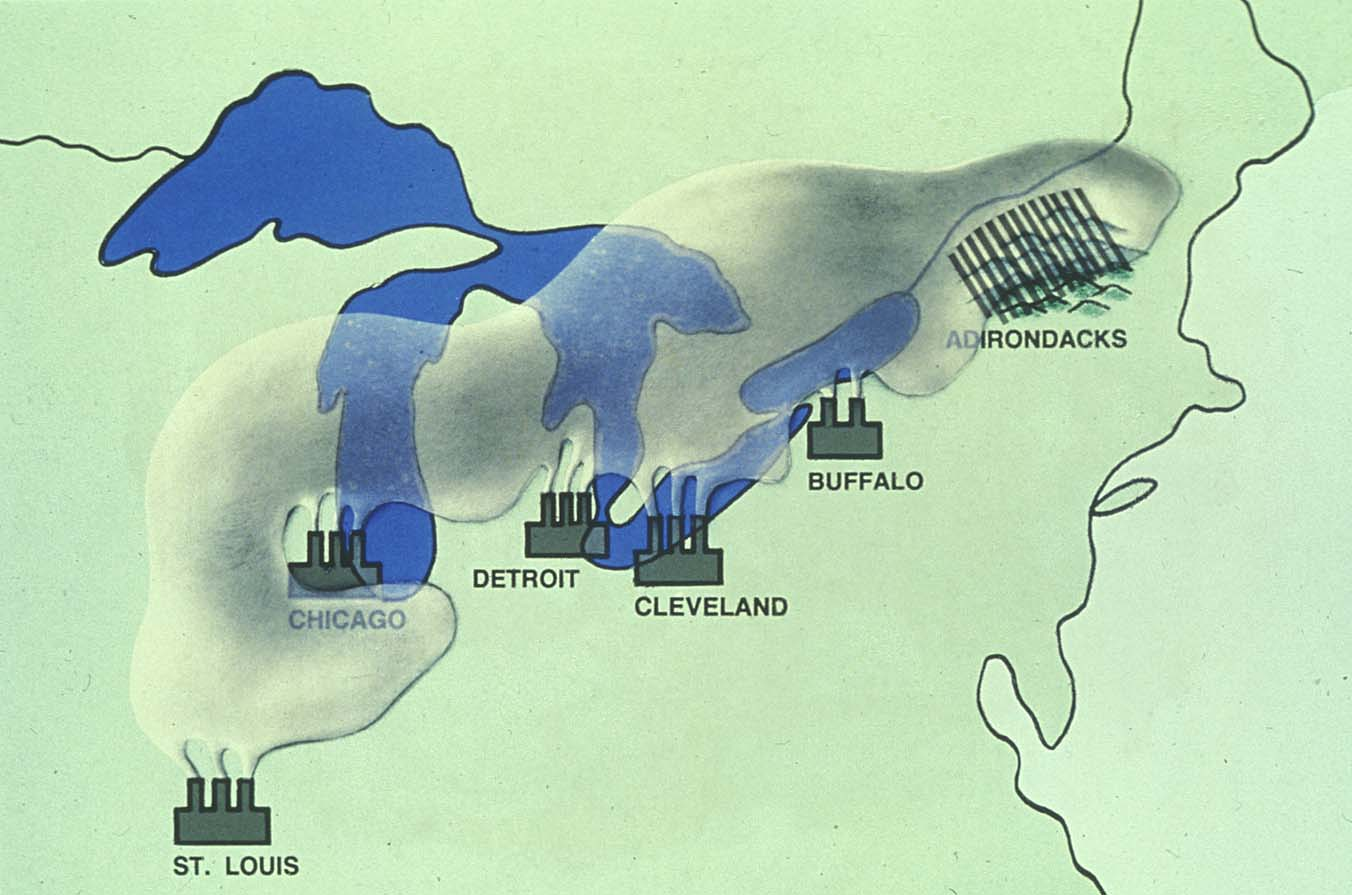 ADIRONDACKS
BUFFALO
DETROIT
CLEVELAND
CHICAGO
ST. LOUIS